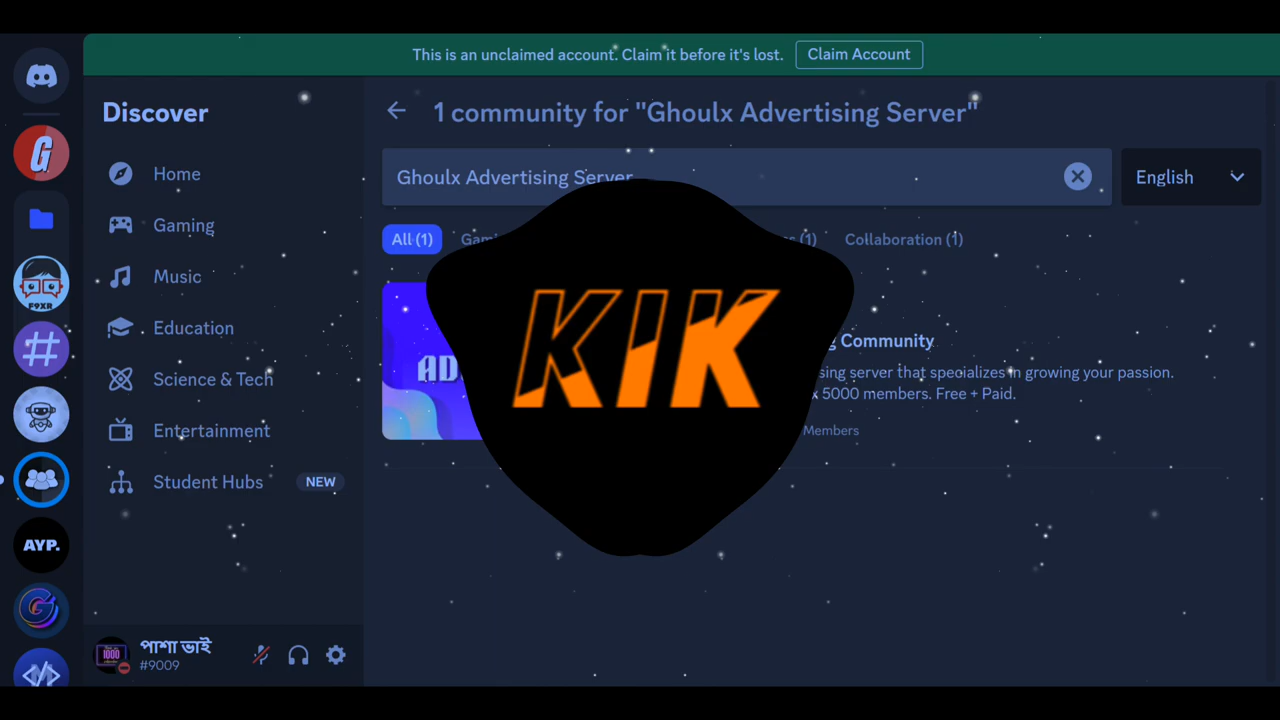 This is an unclaimed account. Claim it before it's lost.
Claim Account
Discover
1 community for "Ghoulx Advertising Server"
G
Home
Ghoulx Advertising Server
English
Gaming
All (1)
Collaboration (1)
Music
F9XR
Education
KIK
Community
Science & Tech
that specializes in growing your passion.
5000 members. Free + Paid.
Entertainment
Members
Student Hubs
NEW
AYP.
পাশা ভাই
#9009